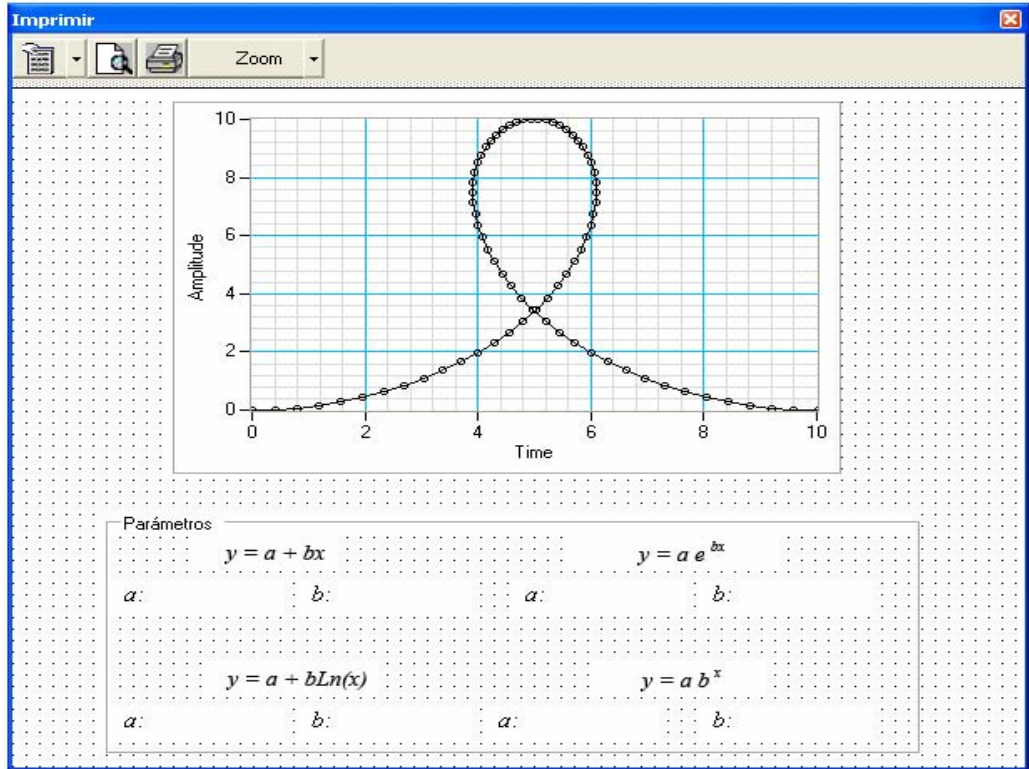 Imprimir
Zoom
10
8
6
4
2
0
Amplitude
0 2 4 6 8 10
Time
Parámetros
y = a + bx
y = a e^bx
a: b: a: b:
y = a + bLn(x)
y = a b^x
a: b: a: b: